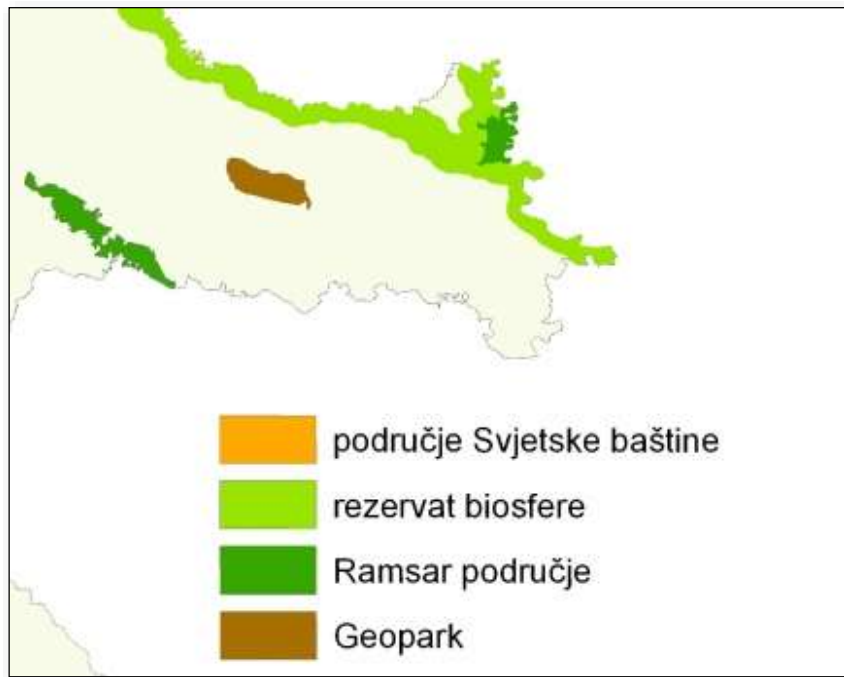 područje Svjetske baštine
rezervat biosfere
Ramsar područje
Geopark